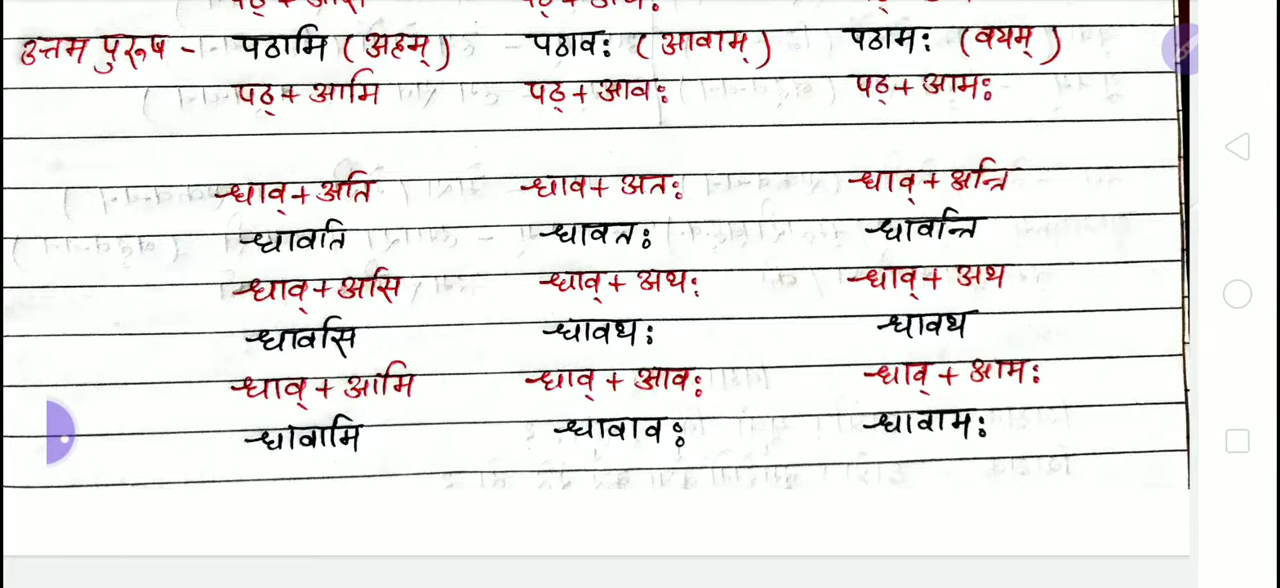 उत्तम पुरूष - पठामि (अहम्) पठावः (आवाम्) पठामः (वयम्)
पठ् + आमि पठ् + आवः पठ् + आमः
धाव् + अति धाव + अतः धाव् + अन्ति
धावति धावतः धावन्ति
धाव् + असि धाव् + अथः धाव् + अथ
धावसि धावथः धावथ
धाव् + आमि धाव् + आवः धाव् + आमः
धावामि धावावः धावामः